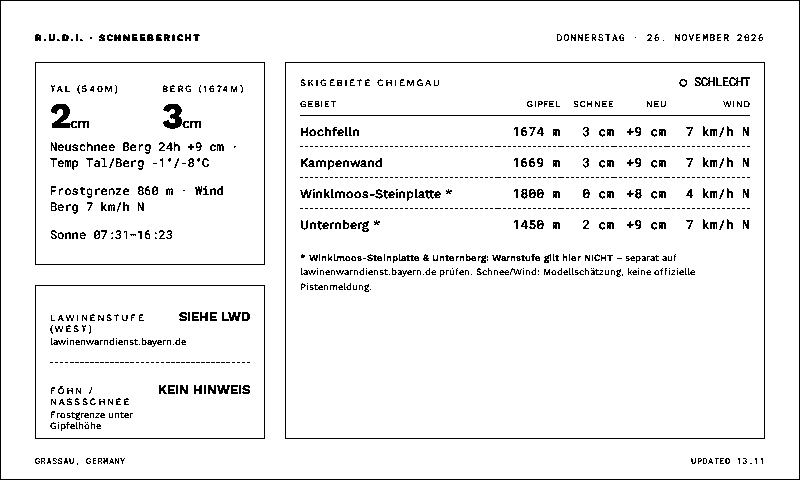 R.U.D.I. · SCHNEEBERICHT
DONNERSTAG · 26. NOVEMBER 2026
TAL (540M) BERG (1674M)
2cm 3cm
Neuschnee Berg 24h +9 cm ·
Temp Tal/Berg -1°/-8°C
Frostgrenze 860 m · Wind
Berg 7 km/h N
Sonne 07:31–16:23
LAWINENSTUFE (WEST) SIEHE LWD
lawinenwarndienst.bayern.de
FÖHN / NASSSCHNEE KEIN HINWEIS
Frostgrenze unter
Gipfelhöhe
SKIGEBIETE CHIEMGAU SCHLECHT
GEBIET GIPFEL SCHNEE NEU WIND
Hochfelln 1674 m 3 cm +9 cm 7 km/h N
Kampenwand 1669 m 3 cm +9 cm 7 km/h N
Winklmoos-Steinplatte * 1800 m 0 cm +8 cm 4 km/h N
Unternberg * 1450 m 2 cm +9 cm 7 km/h N
* Winklmoos-Steinplatte & Unternberg: Warnstufe gilt hier NICHT – separat auf
lawinenwarndienst.bayern.de prüfen. Schnee/Wind: Modellschätzung, keine offizielle
Pistenmeldung.
GRASSAU, GERMANY
UPDATED 13.11